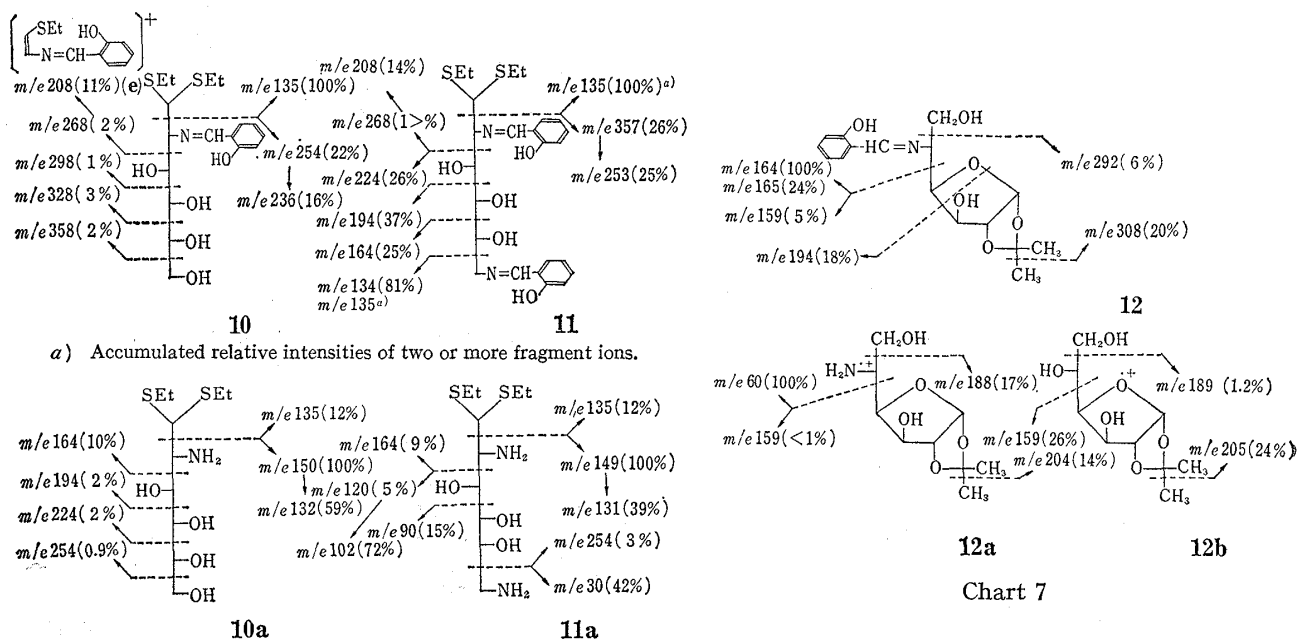 SEt
HO
N=CH
+
m/e 208 (11%) (e)
SEt SEt
m/e 135 (100%)
m/e 268 ( 2%)
N=CH
HO
m/e 254 (22%)
m/e 298 ( 1%)
HO
m/e 236 (16%)
m/e 328 ( 3%)
OH
m/e 358 ( 2%)
OH
OH
OH
10
m/e 208 (14%)
SEt SEt
m/e 135 (100%) a)
m/e 268 (1>%)
N=CH
HO
m/e 357 (26%)
m/e 253 (25%)
HO
m/e 224 (26%)
OH
m/e 194 (37%)
OH
m/e 164 (25%)
N=CH
HO
m/e 134 (81%)
m/e 135 a)
11
a) Accumulated relative intensities of two or more fragment ions.
SEt SEt
m/e 135 (12%)
m/e 164 (10%)
NH2
m/e 150 (100%)
m/e 132 (59%)
m/e 194 ( 2%)
HO
OH
m/e 224 ( 2%)
OH
m/e 254 (0.9%)
OH
10a
SEt SEt
m/e 135 (12%)
m/e 164 ( 9%)
NH2
m/e 149 (100%)
m/e 120 ( 5%)
HO
m/e 131 (39%)
m/e 102 (72%)
m/e 90 (15%)
OH
OH
m/e 254 ( 3%)
m/e 30 (42%)
NH2
11a
OH
CH2OH
HC=N
m/e 292 ( 6%)
m/e 164 (100%)
m/e 165 (24%)
m/e 159 ( 5%)
O
OH
O
O
CH3
CH3
m/e 308 (20%)
m/e 194 (18%)
12
CH2OH
H2N·+
m/e 188 (17%)
m/e 60 (100%)
m/e 159 (<1%)
O
OH
O
O
CH3
CH3
m/e 204 (14%)
12a
CH2OH
HO
m/e 189 (1.2%)
O·+
OH
m/e 159 (26%)
O
O
CH3
CH3
m/e 205 (24%)
12b
Chart 7